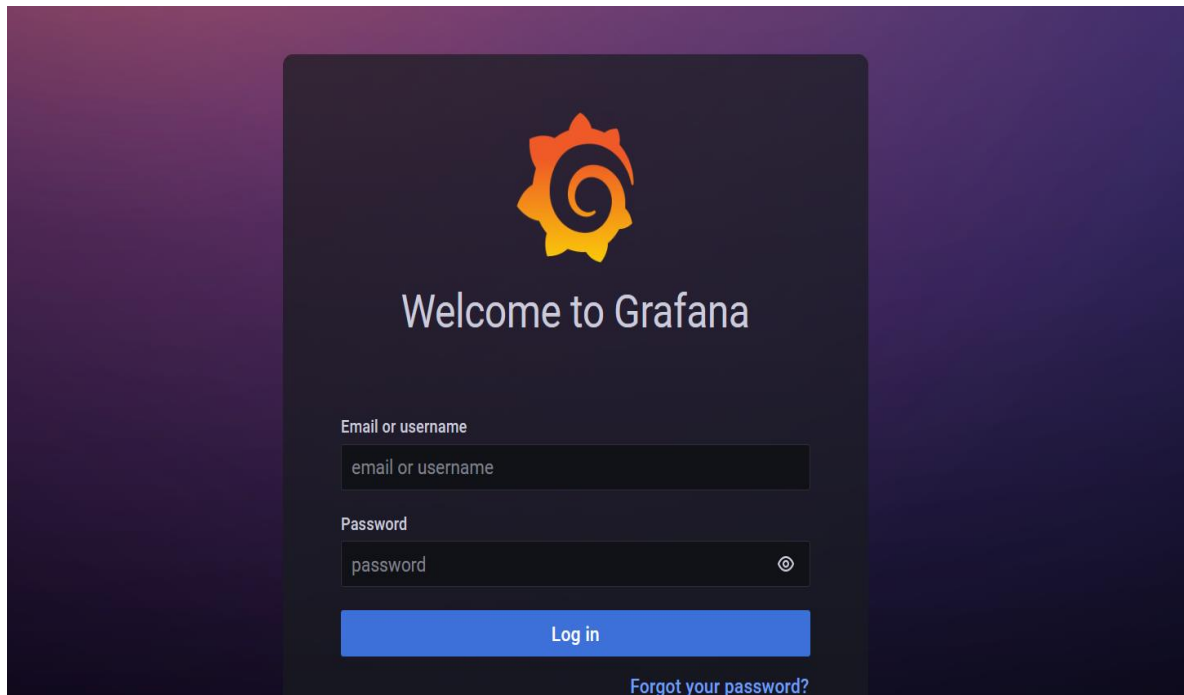 Welcome to Grafana
Email or username
email or username
Password
password
Log in
Forgot your password?